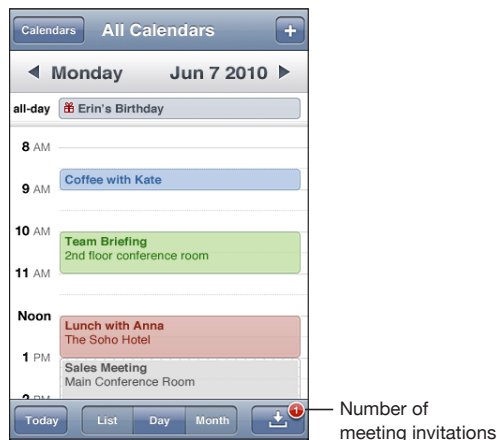 Calendars All Calendars +
Monday Jun 7 2010
all-day Erin's Birthday
8 AM
Coffee with Kate
9 AM
10 AM
Team Briefing
2nd floor conference room
11 AM
Noon
Lunch with Anna
The Soho Hotel
1 PM
Sales Meeting
Main Conference Room
2 PM
Today List Day Month 1
Number of
meeting invitations